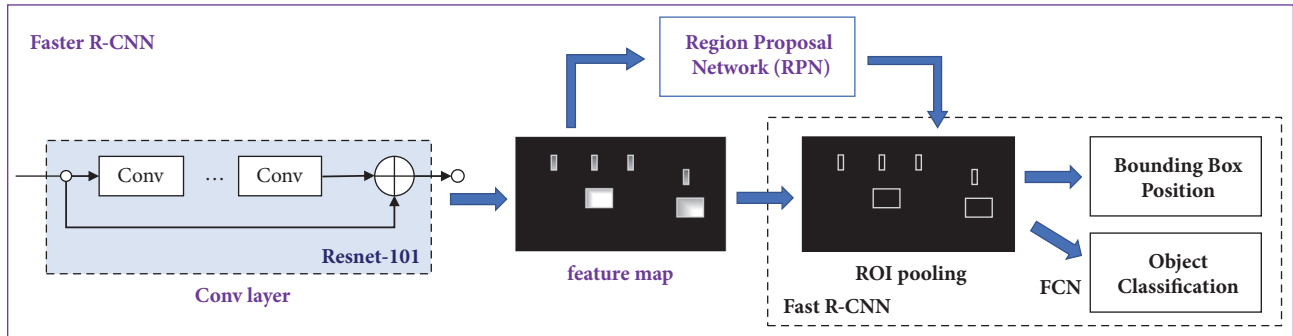 Faster R-CNN
Region Proposal
Network (RPN)
Conv
...
Conv
Resnet-101
Conv layer
feature map
ROI pooling
Bounding Box
Position
FCN
Object
Classification
Fast R-CNN